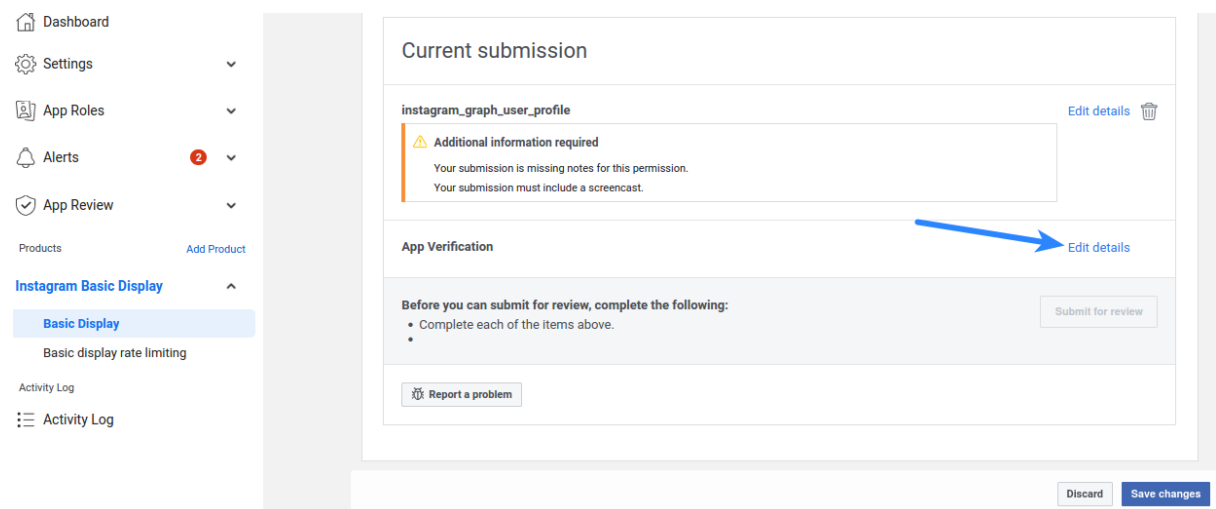 Dashboard
Settings
App Roles
Alerts
2
App Review
Products
Add Product
Instagram Basic Display
Basic Display
Basic display rate limiting
Activity Log
Activity Log
Current submission
instagram_graph_user_profile
Edit details
Additional information required
Your submission is missing notes for this permission.
Your submission must include a screencast.
App Verification
Edit details
Before you can submit for review, complete the following:
• Complete each of the items above.
•
Submit for review
Report a problem
Discard
Save changes